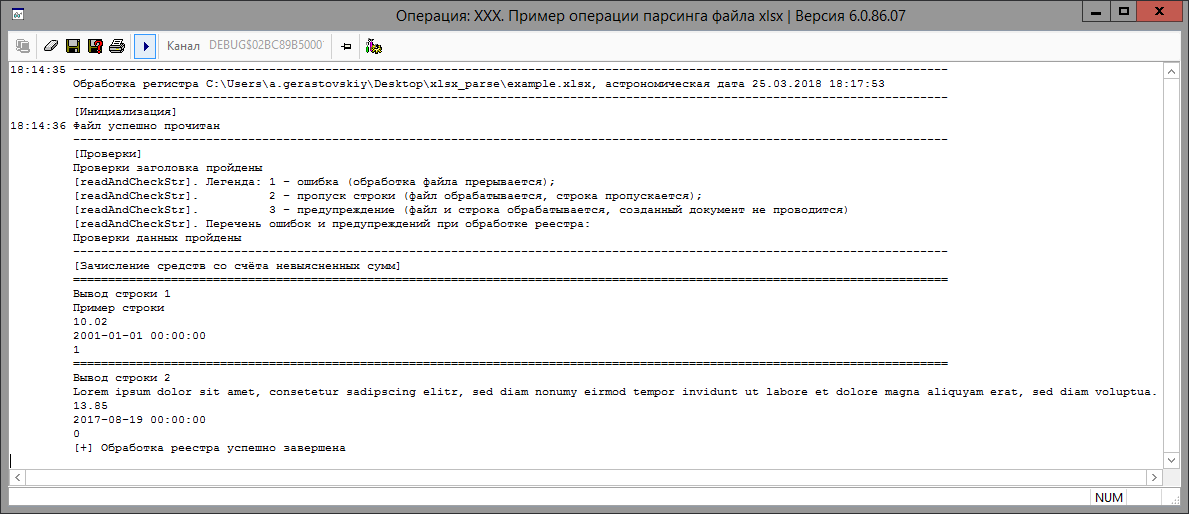 Операция: XXX. Пример операции парсинга файла xlsx | Версия 6.0.86.07
Канал DEBUG$02BC89B5000
18:14:35 --------------------------------------------------------------------------------
Обработка регистра C:\Users\a.gerastovskiy\Desktop\xlsx_parse\example.xlsx, астрономическая дата 25.03.2018 18:17:53
--------------------------------------------------------------------------------
[Инициализация]
18:14:36 Файл успешно прочитан
--------------------------------------------------------------------------------
[Проверки]
Проверки заголовка пройдены
[readAndCheckStr]. Легенда: 1 - ошибка (обработка файла прерывается);
[readAndCheckStr]. 2 - пропуск строки (файл обрабатывается, строка пропускается);
[readAndCheckStr]. 3 - предупреждение (файл и строка обрабатывается, созданный документ не проводится)
[readAndCheckStr]. Перечень ошибок и предупреждений при обработке реестра:
Проверки данных пройдены
--------------------------------------------------------------------------------
[Зачисление средств со счёта невыясненных сумм]
================================================================================
Вывод строки 1
Пример строки
10.02
2001-01-01 00:00:00
1
================================================================================
Вывод строки 2
Lorem ipsum dolor sit amet, consetetur sadipscing elitr, sed diam nonumy eirmod tempor invidunt ut labore et dolore magna aliquyam erat, sed diam voluptua.
13.85
2017-08-19 00:00:00
0
[+] Обработка реестра успешно завершена
NUM